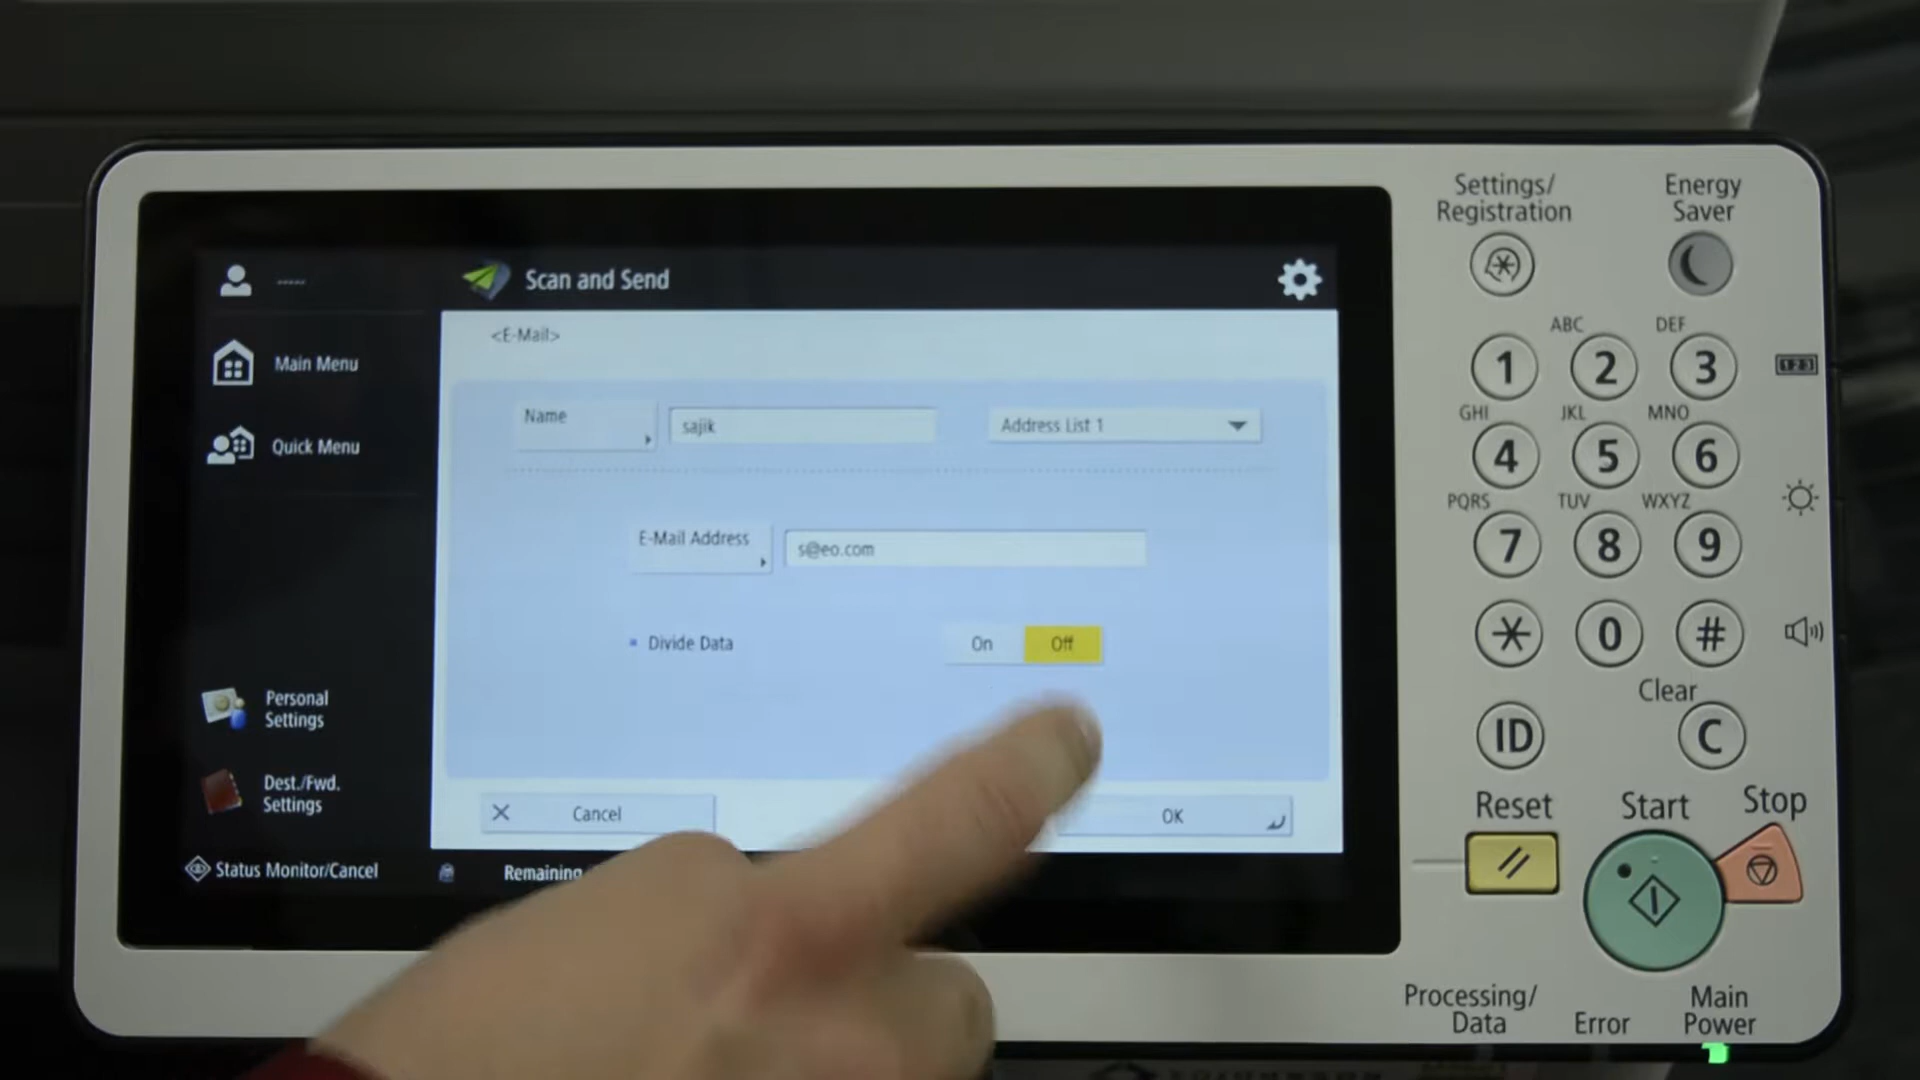 -----
Scan and Send
<E-Mail>
Main Menu
Quick Menu
Name
sajik
Address List 1
E-Mail Address
s@eo.com
Divide Data
On
Off
Personal
Settings
Dest./Fwd.
Settings
Cancel
OK
Status Monitor/Cancel
Remaining
Settings/
Registration
Energy
Saver
ABC
DEF
1
2
3
123
GHI
JKL
MNO
4
5
6
PQRS
TUV
WXYZ
7
8
9
0
#
Clear
ID
C
Reset
Start
Stop
Processing/
Data
Error
Main
Power